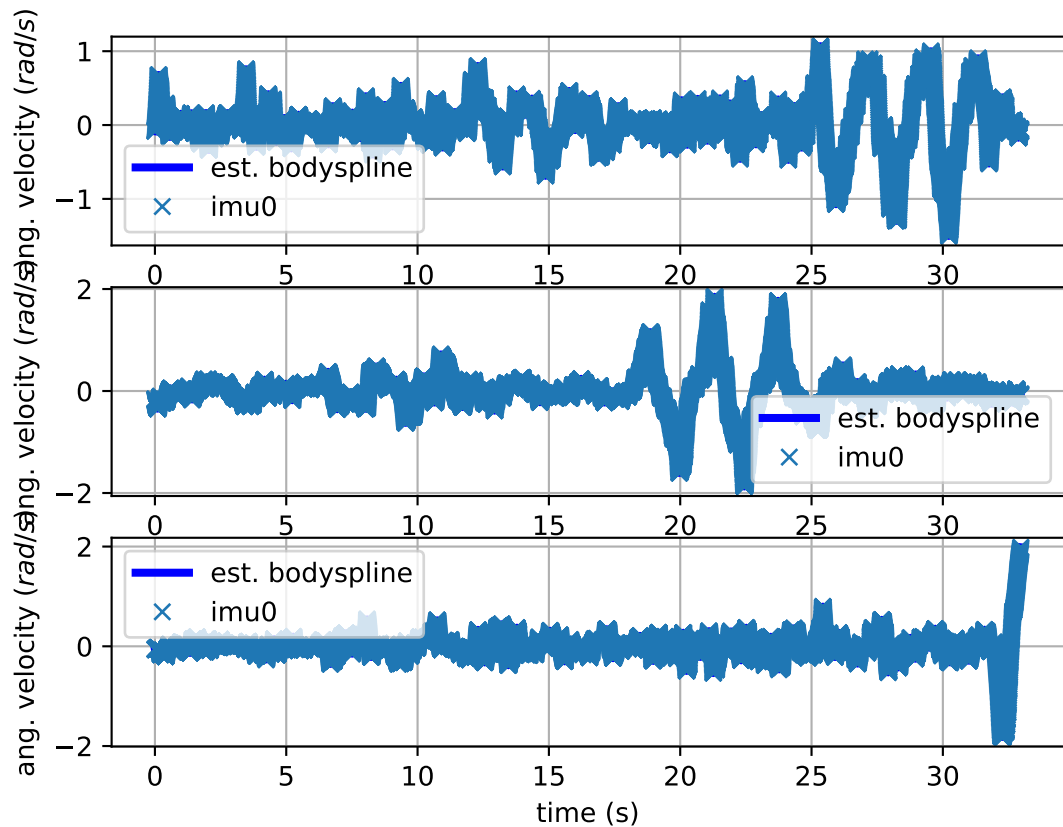 ang. velocity (rad/s)
1
0
−1
est. bodyspline
imu0
0 5 10 15 20 25 30
ang. velocity (rad/s)
2
0
−2
est. bodyspline
imu0
0 5 10 15 20 25 30
ang. velocity (rad/s)
2
0
−2
est. bodyspline
imu0
0 5 10 15 20 25 30
time (s)